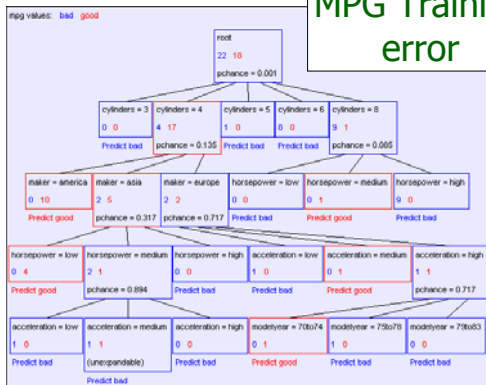 MPG Traini
error
mpg values: bad good
root
22 18
pchance = 0.001
cylinders = 3 cylinders = 4 cylinders = 5 cylinders = 6 cylinders = 8
0 0 4 17 1 0 8 0 9 1
Predict bad pchance = 0.135 Predict bad Predict bad pchance = 0.085
maker = america maker = asia maker = europe horsepower = low horsepower = medium horsepower = high
0 10 2 5 2 2 0 0 0 1 9 0
Predict good pchance = 0.317 pchance = 0.717 Predict bad Predict good Predict bad
horsepower = low horsepower = medium horsepower = high acceleration = low acceleration = medium acceleration = high
0 4 2 1 0 0 1 0 0 1 1 1
Predict good pchance = 0.894 Predict bad Predict bad Predict good pchance = 0.717
acceleration = low acceleration = medium acceleration = high modelyear = 70to74 modelyear = 75to78 modelyear = 79to83
1 0 1 1 0 0 0 1 1 0 0 0
Predict bad (unexpandable) Predict bad Predict good Predict bad Predict bad
Predict bad